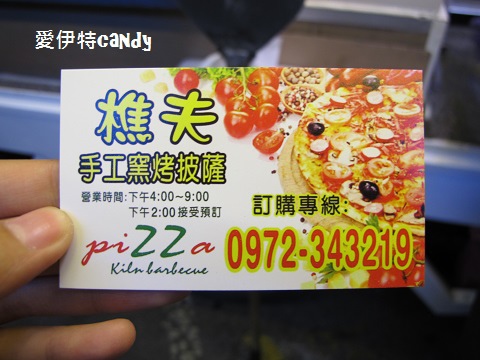 愛伊特candy
樵夫
手工窯烤披薩
營業時間:下午4:00~9:00
下午2:00接受預訂
訂購專線:
piZZa
0972-343219
Kiln barbecue